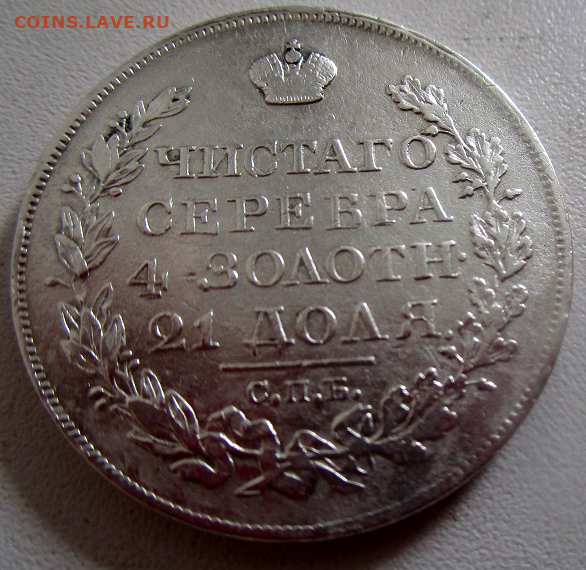 COINS.LAVE.RU
ЧИСТАГО
СЕРЕБРА
4 ЗОЛОТН·
21 ДОЛЯ
С.П.Б.